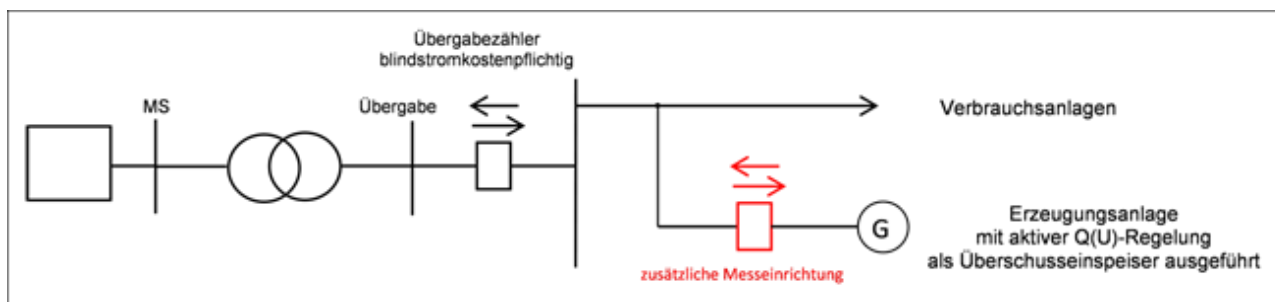 Übergabezähler
blindstromkostenpflichtig
MS
Übergabe
Verbrauchsanlagen
G
Erzeugungsanlage
mit aktiver Q(U)-Regelung
als Überschusseinspeiser ausgeführt
zusätzliche Messeinrichtung